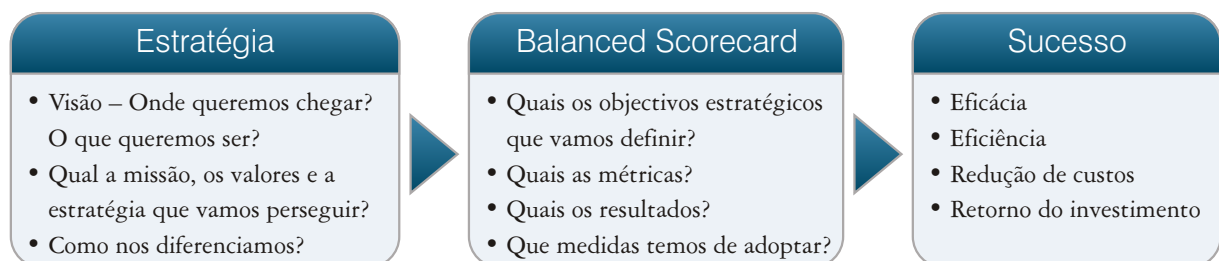 Estratégia
• Visão – Onde queremos chegar?
O que queremos ser?
• Qual a missão, os valores e a
estratégia que vamos perseguir?
• Como nos diferenciamos?
Balanced Scorecard
• Quais os objectivos estratégicos
que vamos definir?
• Quais as métricas?
• Quais os resultados?
• Que medidas temos de adoptar?
Sucesso
• Eficácia
• Eficiência
• Redução de custos
• Retorno do investimento